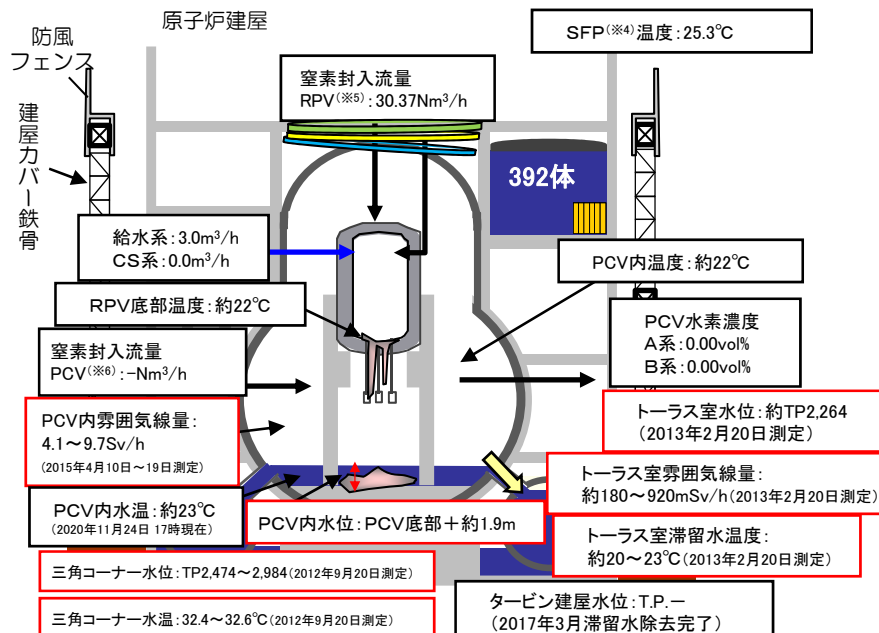 原子炉建屋
SFP(※4)温度:25.3℃
防風
フェンス
窒素封入流量
RPV(※5):30.37Nm³/h
建屋カバー鉄骨
392体
給水系:3.0m³/h
CS系:0.0m³/h
PCV内温度:約22℃
RPV底部温度:約22℃
PCV水素濃度
A系:0.00vol%
B系:0.00vol%
窒素封入流量
PCV(※6):-Nm³/h
トーラス室水位:約TP2,264
(2013年2月20日測定)
PCV内雰囲気線量:
4.1~9.7Sv/h
(2015年4月10日~19日測定)
トーラス室雰囲気線量:
約180~920mSv/h(2013年2月20日測定)
PCV内水温:約23℃
(2020年11月24日 17時現在)
PCV内水位:PCV底部+約1.9m
トーラス室滞留水温度:
約20~23℃(2013年2月20日測定)
三角コーナー水位:TP2,474~2,984(2012年9月20日測定)
三角コーナー水温:32.4~32.6℃(2012年9月20日測定)
タービン建屋水位:T.P.-
(2017年3月滞留水除去完了)